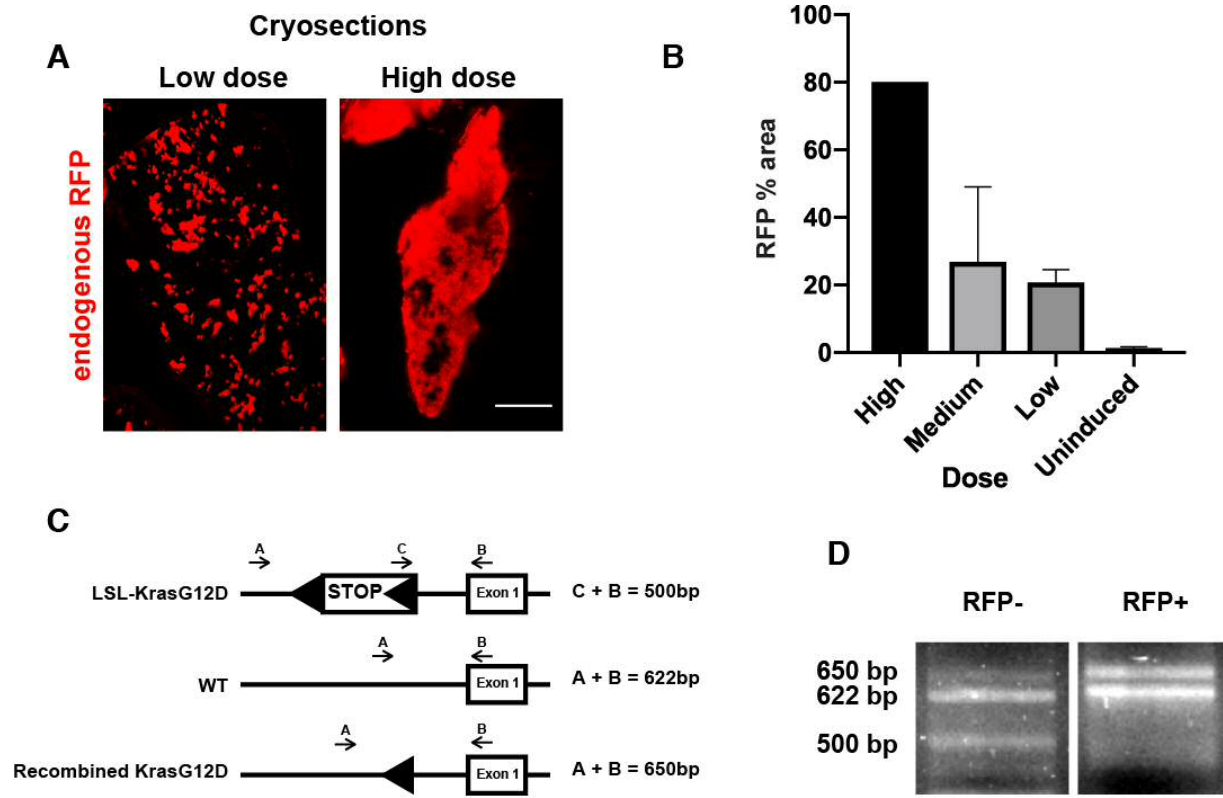 A
Cryosections
Low dose
High dose
endogenous RFP
B
RFP % area
100
80
60
40
20
0
High
Medium
Low
Uninduced
Dose
C
A
C
B
LSL-KrasG12D
STOP
Exon 1
C + B = 500bp
A
B
WT
Exon 1
A + B = 622bp
A
B
Recombined KrasG12D
Exon 1
A + B = 650bp
D
RFP-
RFP+
650 bp
622 bp
500 bp